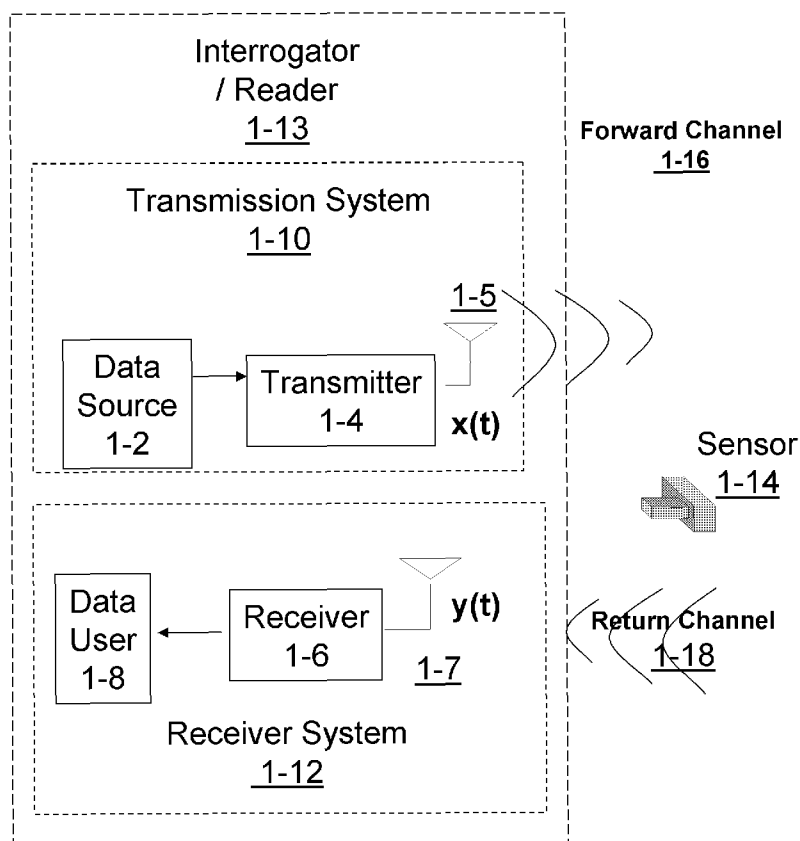 Interrogator
/ Reader
1-13
Forward Channel
1-16
Transmission System
1-10
1-5
Data
Source
1-2
Transmitter
1-4
x(t)
Sensor
1-14
Data
User
1-8
Receiver
1-6
y(t)
1-7
Return Channel
1-18
Receiver System
1-12